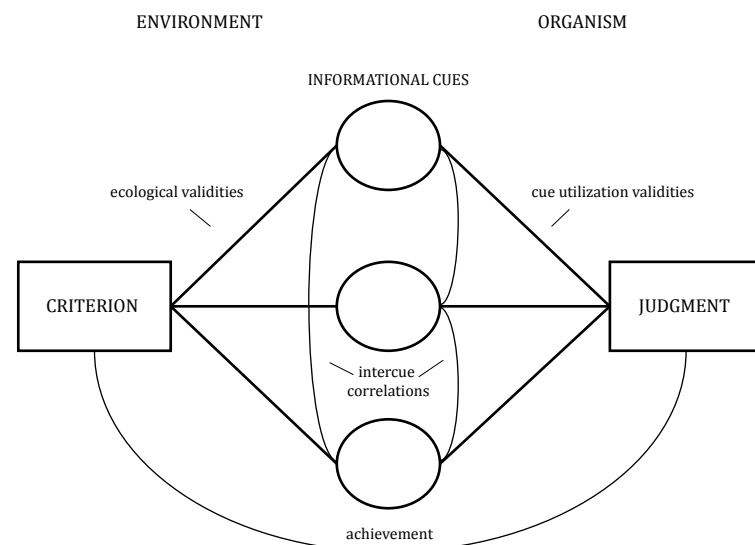 ENVIRONMENT
ORGANISM
INFORMATIONAL CUES
ecological validities
cue utilization validities
CRITERION
JUDGMENT
intercue
correlations
achievement